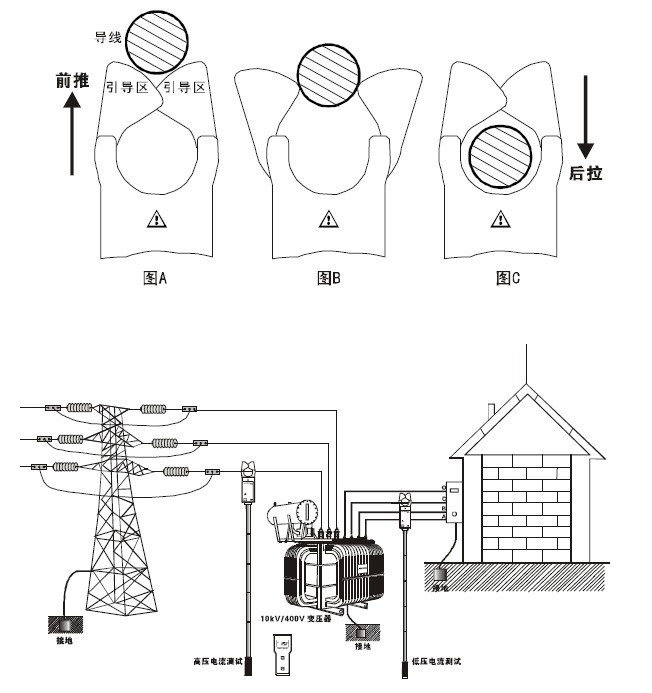 导线
前推
引导区 引导区
后拉
图A 图B 图C
O
C
B
A
接地
10kV/400V 变压器
接地
接地
高压电流测试
低压电流测试